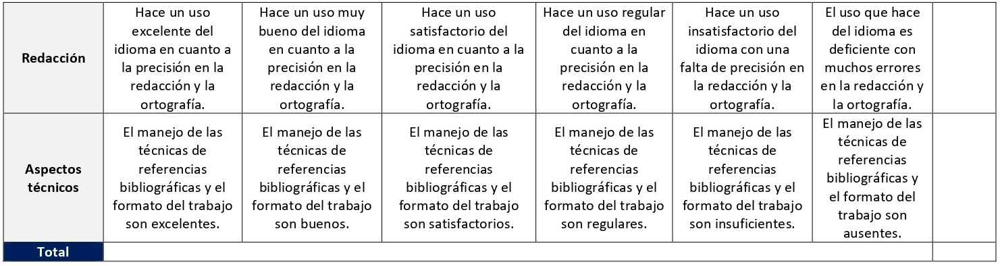 Redacción
Hace un uso
excelente del
idioma en cuanto a
la precisión en la
redacción y la
ortografía.
Hace un uso muy
bueno del idioma
en cuanto a la
precisión en la
redacción y la
ortografía.
Hace un uso
satisfactorio del
idioma en cuanto a la
precisión en la
redacción y la
ortografía.
Hace un uso regular
del idioma en
cuanto a la
precisión en la
redacción y la
ortografía.
Hace un uso
insatisfactorio del
idioma con una
falta de precisión en
la redacción y la
ortografía.
El uso que hace
del idioma es
deficiente con
muchos errores
en la redacción y
la ortografía.
Aspectos
técnicos
El manejo de las
técnicas de
referencias
bibliográficas y el
formato del trabajo
son excelentes.
El manejo de las
técnicas de
referencias
bibliográficas y el
formato del trabajo
son buenos.
El manejo de las
técnicas de
referencias
bibliográficas y el
formato del trabajo
son satisfactorios.
El manejo de las
técnicas de
referencias
bibliográficas y el
formato del trabajo
son regulares.
El manejo de las
técnicas de
referencias
bibliográficas y el
formato del trabajo
son insuficientes.
El manejo de las
técnicas de
referencias
bibliográficas y
el formato del
trabajo son
ausentes.
Total